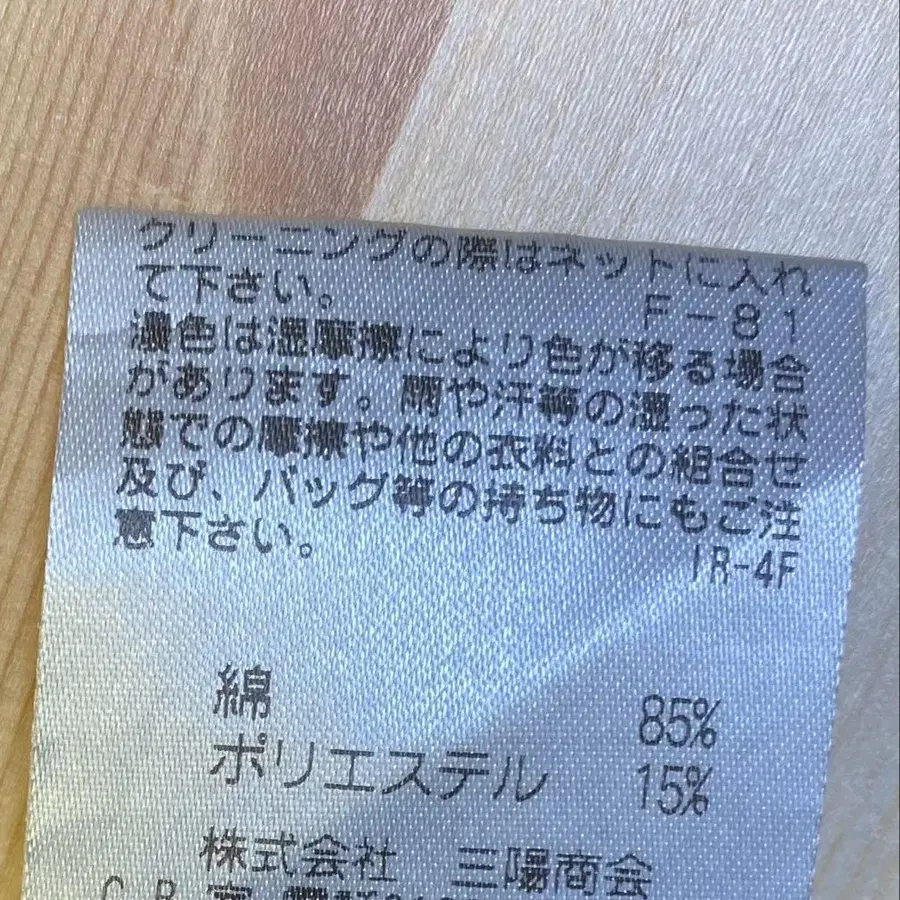 クリーニングの際はネットに入れ
て下さい。 F-81
濃色は湿摩擦により色が移る場合
があります。雨や汗等の湿った状
態での摩擦や他の衣料との組合せ
及び、バッグ等の持ち物にもご注
意下さい。 IR-4F
綿 85%
ポリエステル 15%
株式会社 三陽商会